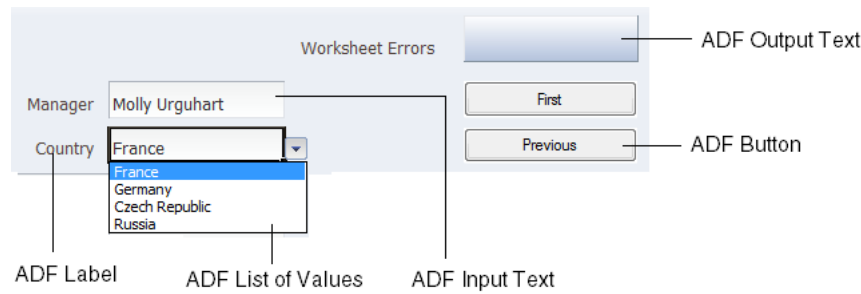 Worksheet Errors
ADF Output Text
Manager
Molly Urguhart
First
Country
France
Previous
ADF Button
France
Germany
Czech Republic
Russia
ADF Label
ADF List of Values
ADF Input Text